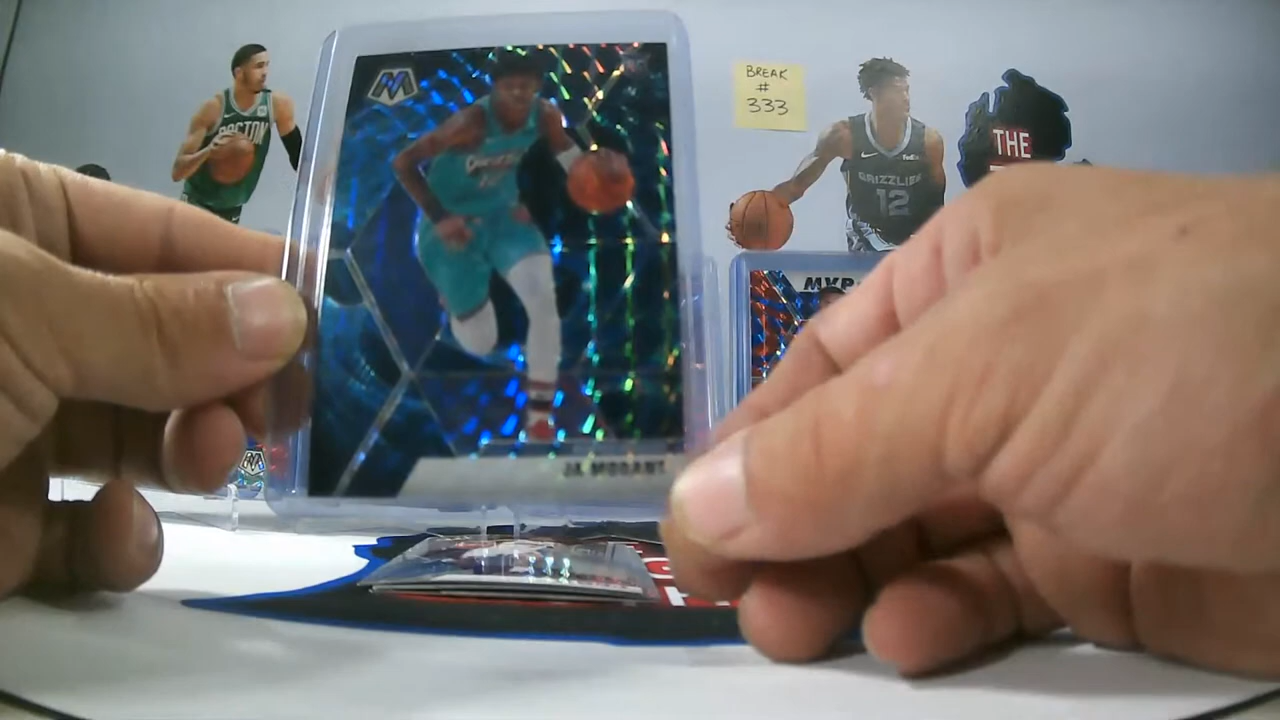 BOSTON
M
BREAK
#
333
THE
GRIZZLIES
12
MVP
JA MORANT